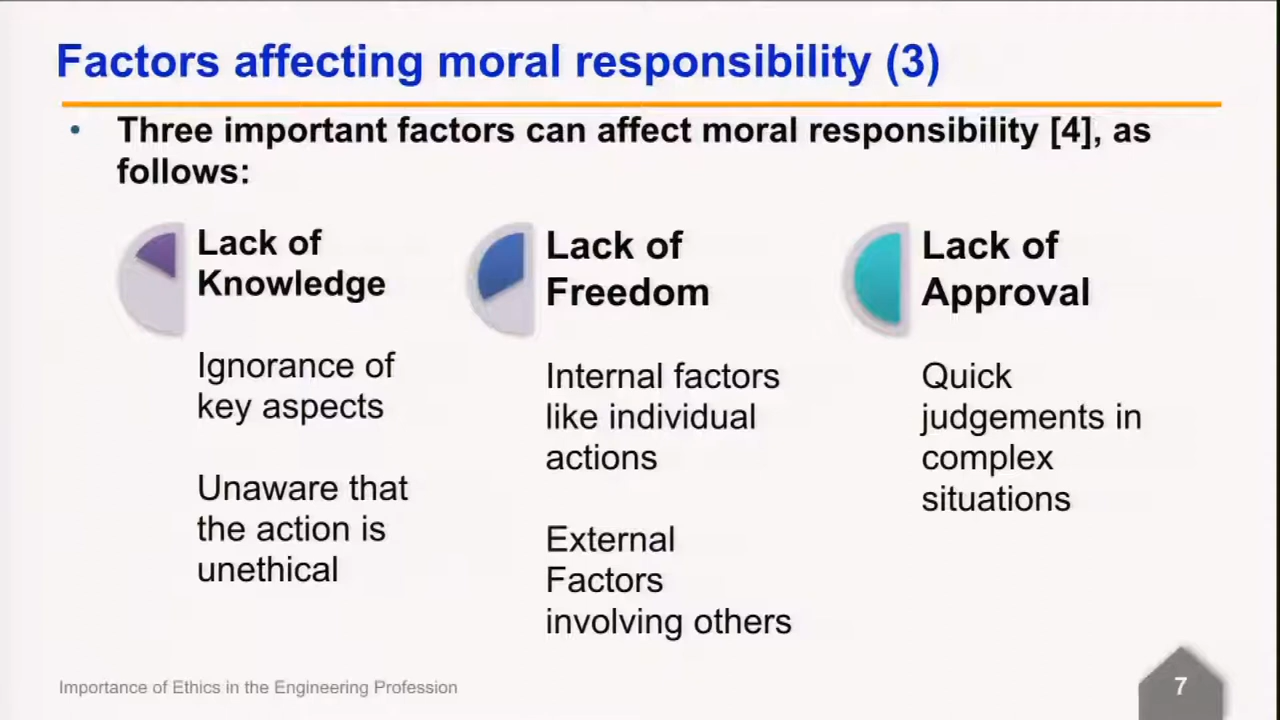 Factors affecting moral responsibility (3)
• Three important factors can affect moral responsibility [4], as
follows:
Lack of
Knowledge
Ignorance of
key aspects
Unaware that
the action is
unethical
Lack of
Freedom
Internal factors
like individual
actions
External
Factors
involving others
Lack of
Approval
Quick
judgements in
complex
situations
Importance of Ethics in the Engineering Profession
7